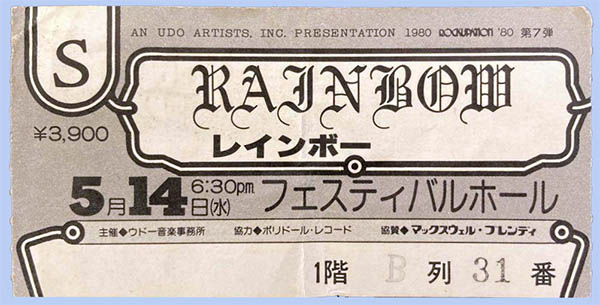 AN UDO ARTISTS, INC. PRESENTATION 1980 ROCKUPATION '80 第7弾
S
RAINBOW
¥3,900
レインボー
5月14日(水) 6:30pm フェスティバルホール
主催◆ウドー音楽事務所 協力◆ポリドール・レコード 協賛◆マックスウェル・フレンディ
1階 B 列 31 番